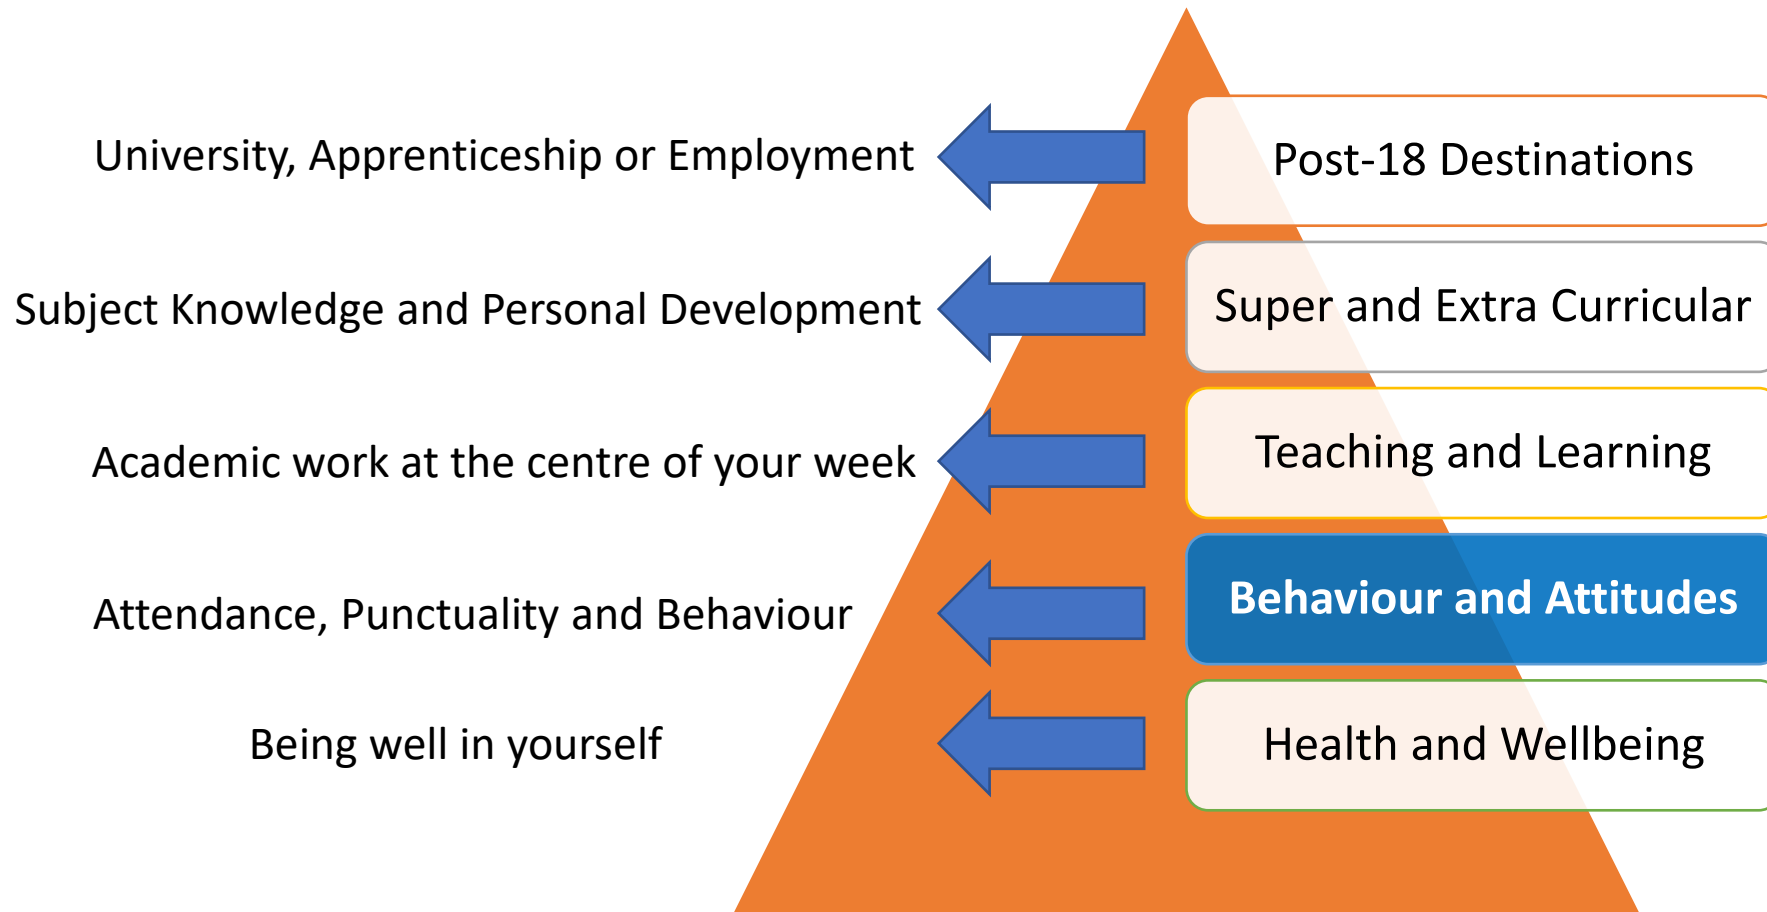 University, Apprenticeship or Employment
Post-18 Destinations
Subject Knowledge and Personal Development
Super and Extra Curricular
Academic work at the centre of your week
Teaching and Learning
Attendance, Punctuality and Behaviour
Behaviour and Attitudes
Being well in yourself
Health and Wellbeing